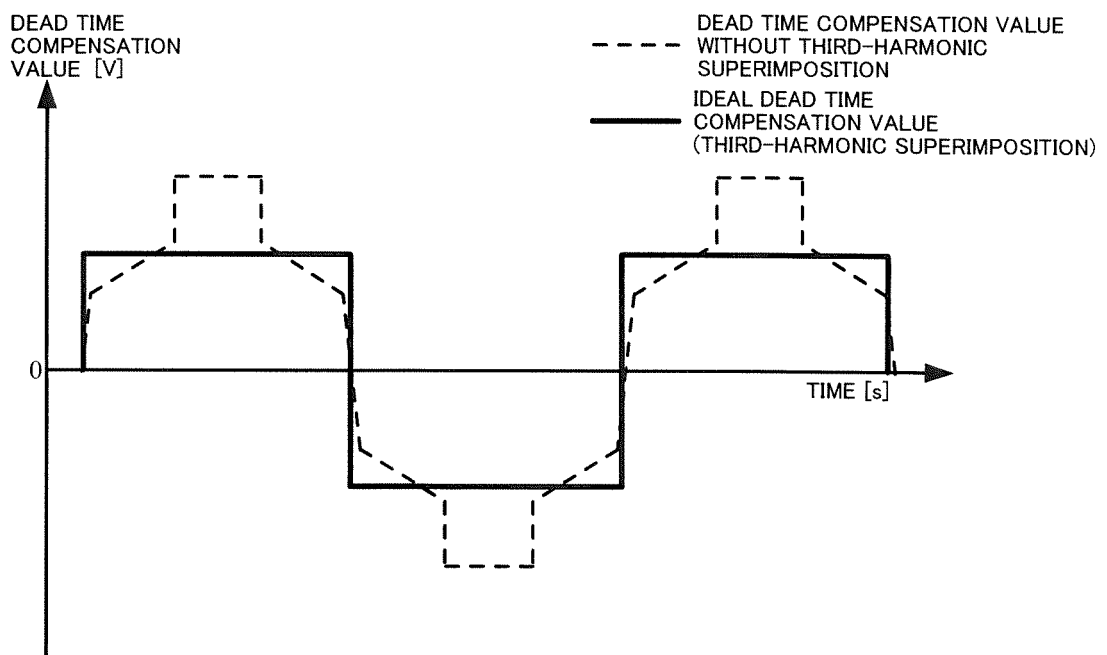 DEAD TIME
COMPENSATION
VALUE [V]
DEAD TIME COMPENSATION VALUE
WITHOUT THIRD-HARMONIC
SUPERIMPOSITION
IDEAL DEAD TIME
COMPENSATION VALUE
(THIRD-HARMONIC SUPERIMPOSITION)
0
TIME [s]